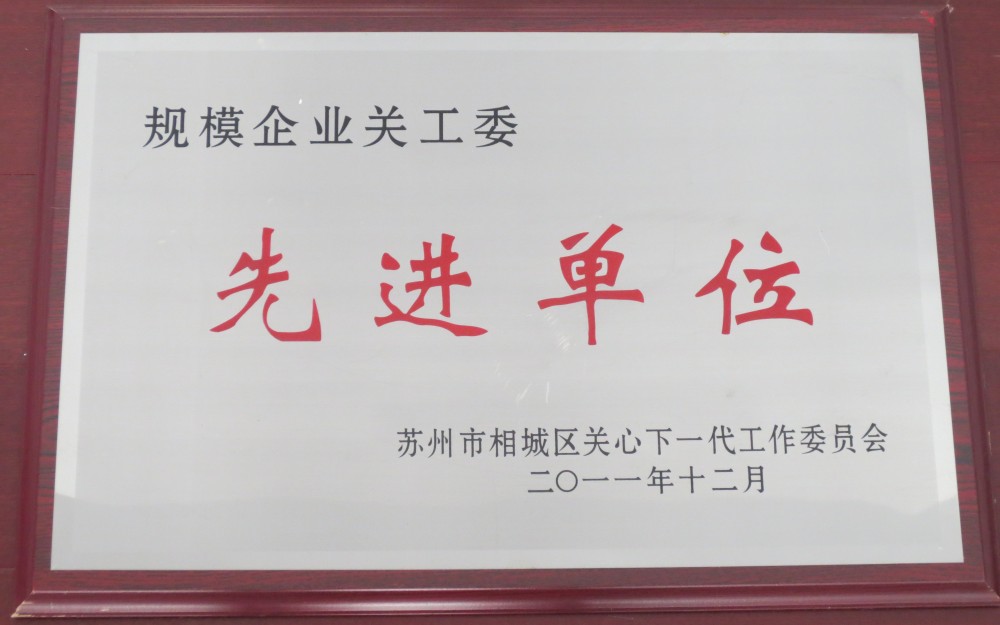 规模企业关工委
先进单位
苏州市相城区关心下一代工作委员会
二〇一一年十二月